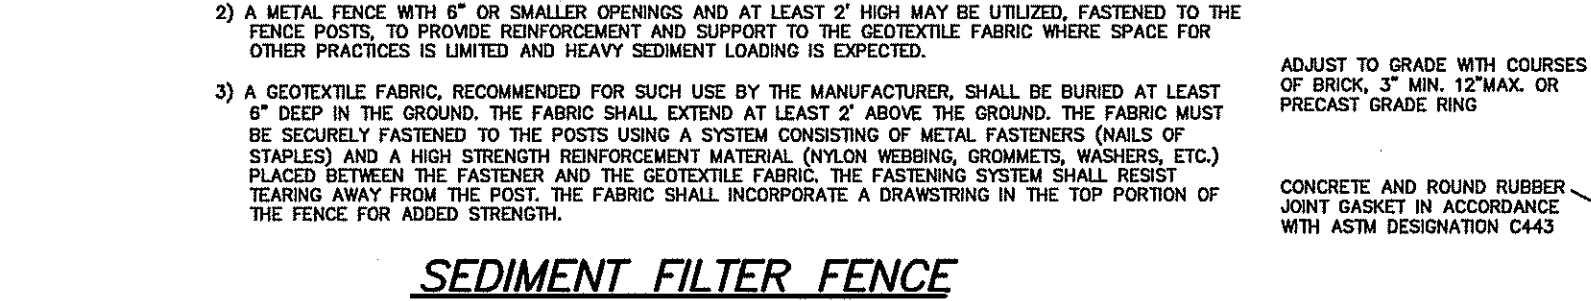 2) A METAL FENCE WITH 6" OR SMALLER OPENINGS AND AT LEAST 2' HIGH MAY BE UTILIZED, FASTENED TO THE
FENCE POSTS, TO PROVIDE REINFORCEMENT AND SUPPORT TO THE GEOTEXTILE FABRIC WHERE SPACE FOR
OTHER PRACTICES IS LIMITED AND HEAVY SEDIMENT LOADING IS EXPECTED.
3) A GEOTEXTILE FABRIC, RECOMMENDED FOR SUCH USE BY THE MANUFACTURER, SHALL BE BURIED AT LEAST
6" DEEP IN THE GROUND. THE FABRIC SHALL EXTEND AT LEAST 2' ABOVE THE GROUND. THE FABRIC MUST
BE SECURELY FASTENED TO THE POSTS USING A SYSTEM CONSISTING OF METAL FASTENERS (NAILS OF
STAPLES) AND A HIGH STRENGTH REINFORCEMENT MATERIAL (NYLON WEBBING, GROMMETS, WASHERS, ETC.)
PLACED BETWEEN THE FASTENER AND THE GEOTEXTILE FABRIC. THE FASTENING SYSTEM SHALL RESIST
TEARING AWAY FROM THE POST. THE FABRIC SHALL INCORPORATE A DRAWSTRING IN THE TOP PORTION OF
THE FENCE FOR ADDED STRENGTH.
SEDIMENT FILTER FENCE
ADJUST TO GRADE WITH COURSES
OF BRICK, 3" MIN. 12"MAX. OR
PRECAST GRADE RING
CONCRETE AND ROUND RUBBER
JOINT GASKET IN ACCORDANCE
WITH ASTM DESIGNATION C443